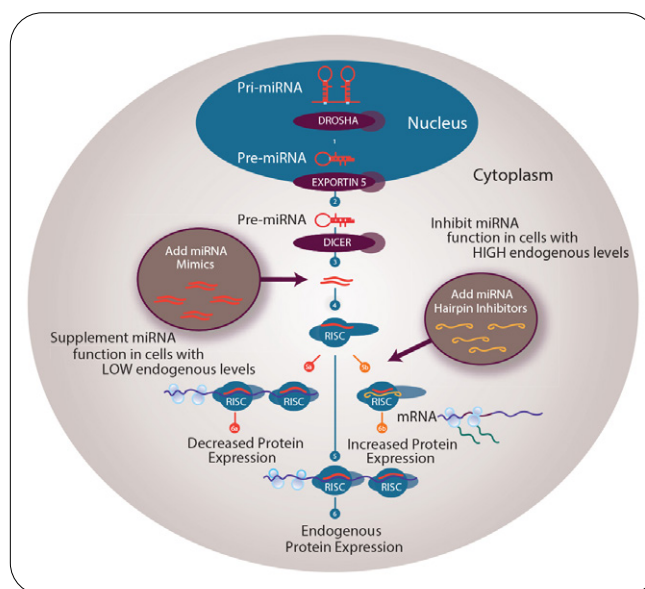 Pri-miRNA
DROSHA
Nucleus
1
Pre-miRNA
EXPORTIN 5
Cytoplasm
2
Pre-miRNA
DICER
3
Inhibit miRNA
function in cells with
HIGH endogenous levels
Add miRNA
Mimics
4
Add miRNA
Hairpin Inhibitors
RISC
Supplement miRNA
function in cells with
LOW endogenous levels
5a
5b
RISC
RISC
RISC
6a
6b
mRNA
Decreased Protein
Expression
Increased Protein
Expression
5
RISC
RISC
6
Endogenous
Protein Expression